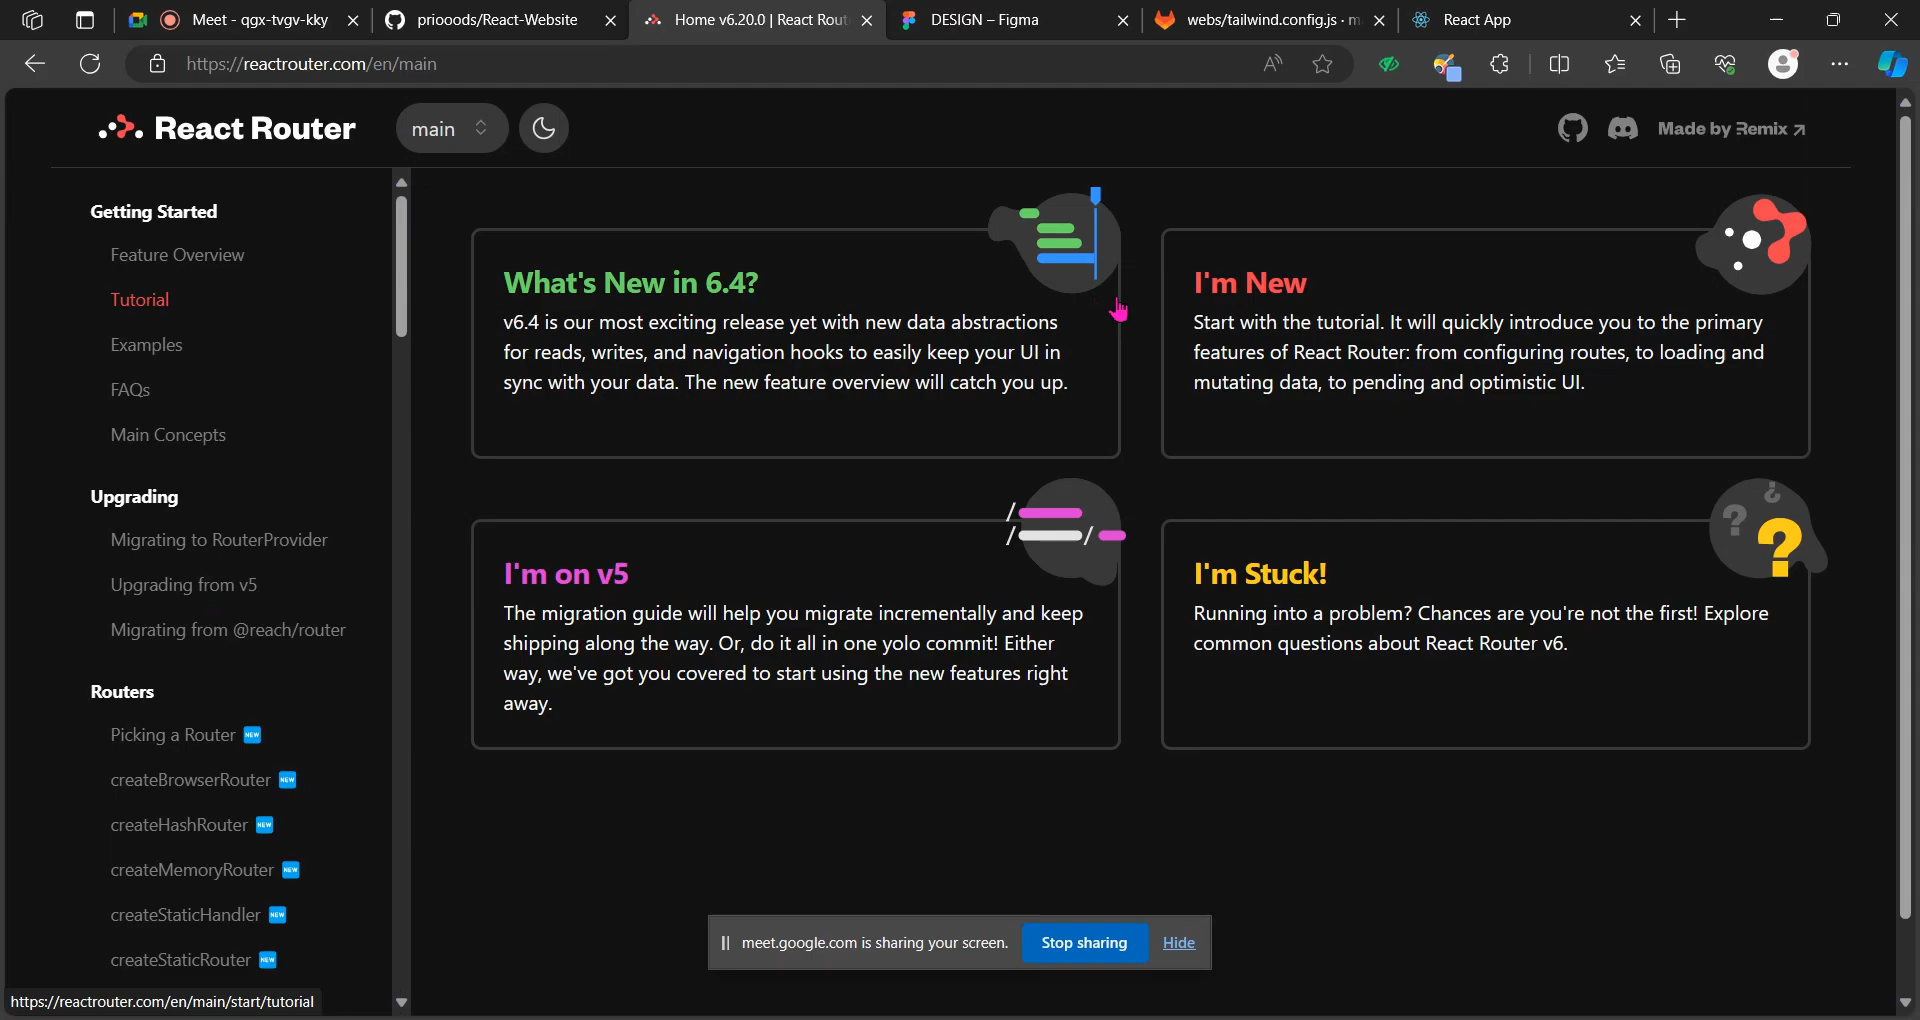 Meet - qgx-tvgv-kky
priooods/React-Website
Home v6.20.0 | React Rout
DESIGN – Figma
webs/tailwind.config.js · m
React App
https://reactrouter.com/en/main
React Router
main
Made by Remix
Getting Started
Feature Overview
Tutorial
Examples
FAQs
Main Concepts
Upgrading
Migrating to RouterProvider
Upgrading from v5
Migrating from @reach/router
Routers
Picking a Router NEW
createBrowserRouter NEW
createHashRouter NEW
createMemoryRouter NEW
createStaticHandler NEW
createStaticRouter NEW
What's New in 6.4?
v6.4 is our most exciting release yet with new data abstractions
for reads, writes, and navigation hooks to easily keep your UI in
sync with your data. The new feature overview will catch you up.
I'm New
Start with the tutorial. It will quickly introduce you to the primary
features of React Router: from configuring routes, to loading and
mutating data, to pending and optimistic UI.
I'm on v5
The migration guide will help you migrate incrementally and keep
shipping along the way. Or, do it all in one yolo commit! Either
way, we've got you covered to start using the new features right
away.
I'm Stuck!
Running into a problem? Chances are you're not the first! Explore
common questions about React Router v6.
meet.google.com is sharing your screen.
Stop sharing
Hide
https://reactrouter.com/en/main/start/tutorial